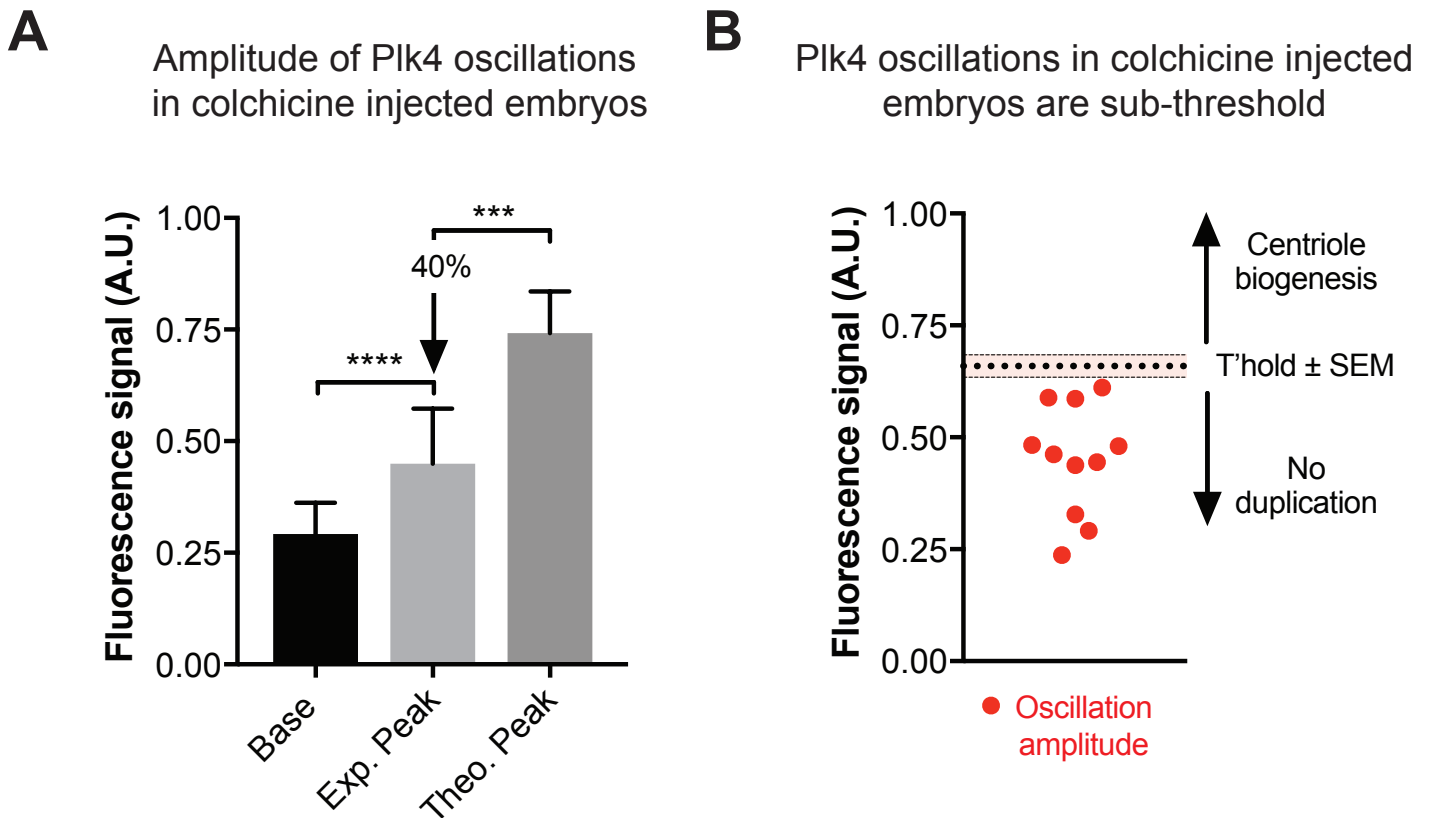 A
Amplitude of Plk4 oscillations
in colchicine injected embryos
Fluorescence signal (A.U.)
1.00
0.75
0.50
0.25
0.00
***
40%
****
Base
Exp. Peak
Theo. Peak
B
Plk4 oscillations in colchicine injected
embryos are sub-threshold
Fluorescence signal (A.U.)
1.00
0.75
0.50
0.25
0.00
Centriole
biogenesis
T’hold ± SEM
No
duplication
Oscillation
amplitude